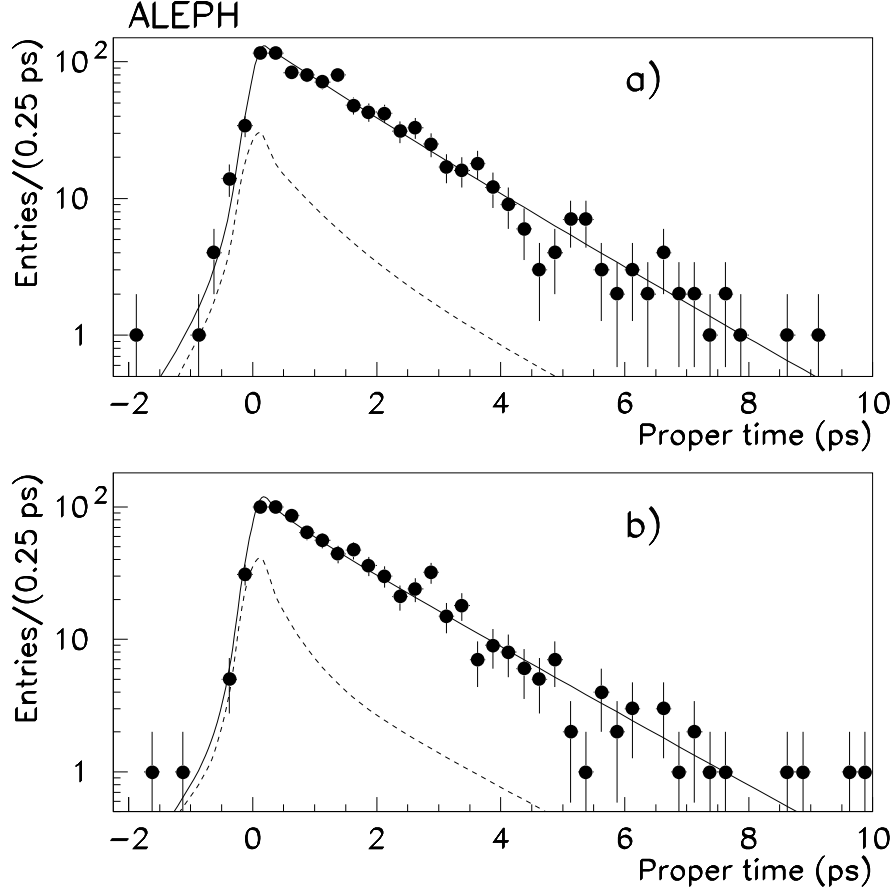 ALEPH
Entries/(0.25 ps)
10²
10
1
a)
−2 0 2 4 6 8 10
Proper time (ps)
Entries/(0.25 ps)
10²
10
1
b)
−2 0 2 4 6 8 10
Proper time (ps)